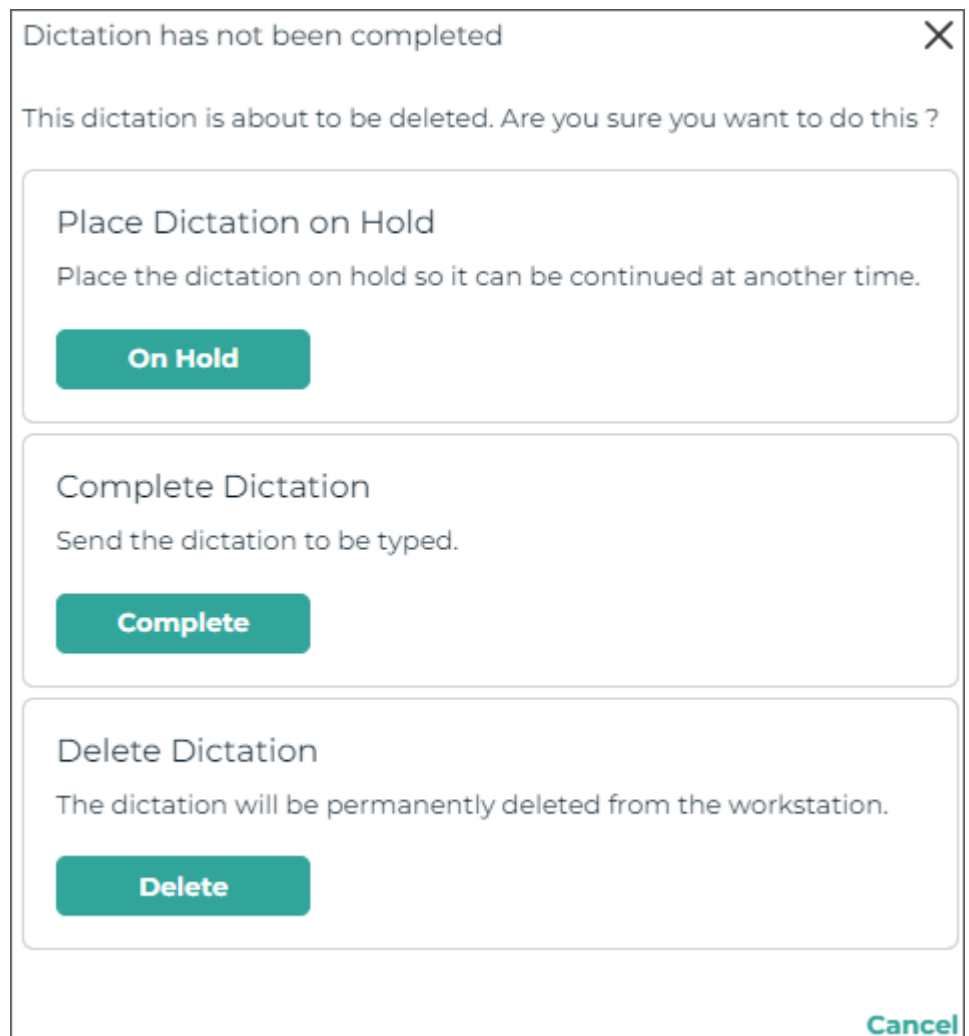 Dictation has not been completed
This dictation is about to be deleted. Are you sure you want to do this ?
Place Dictation on Hold
Place the dictation on hold so it can be continued at another time.
On Hold
Complete Dictation
Send the dictation to be typed.
Complete
Delete Dictation
The dictation will be permanently deleted from the workstation.
Delete
Cancel